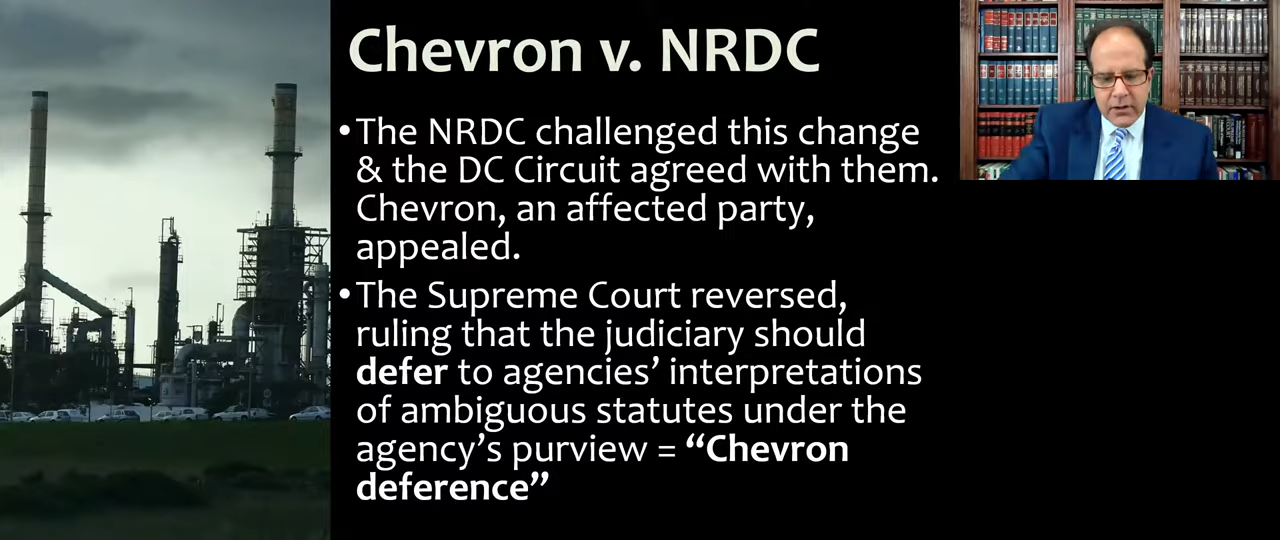 Chevron v. NRDC
•The NRDC challenged this change
& the DC Circuit agreed with them.
Chevron, an affected party,
appealed.
•The Supreme Court reversed,
ruling that the judiciary should
defer to agencies’ interpretations
of ambiguous statutes under the
agency’s purview = “Chevron
deference”